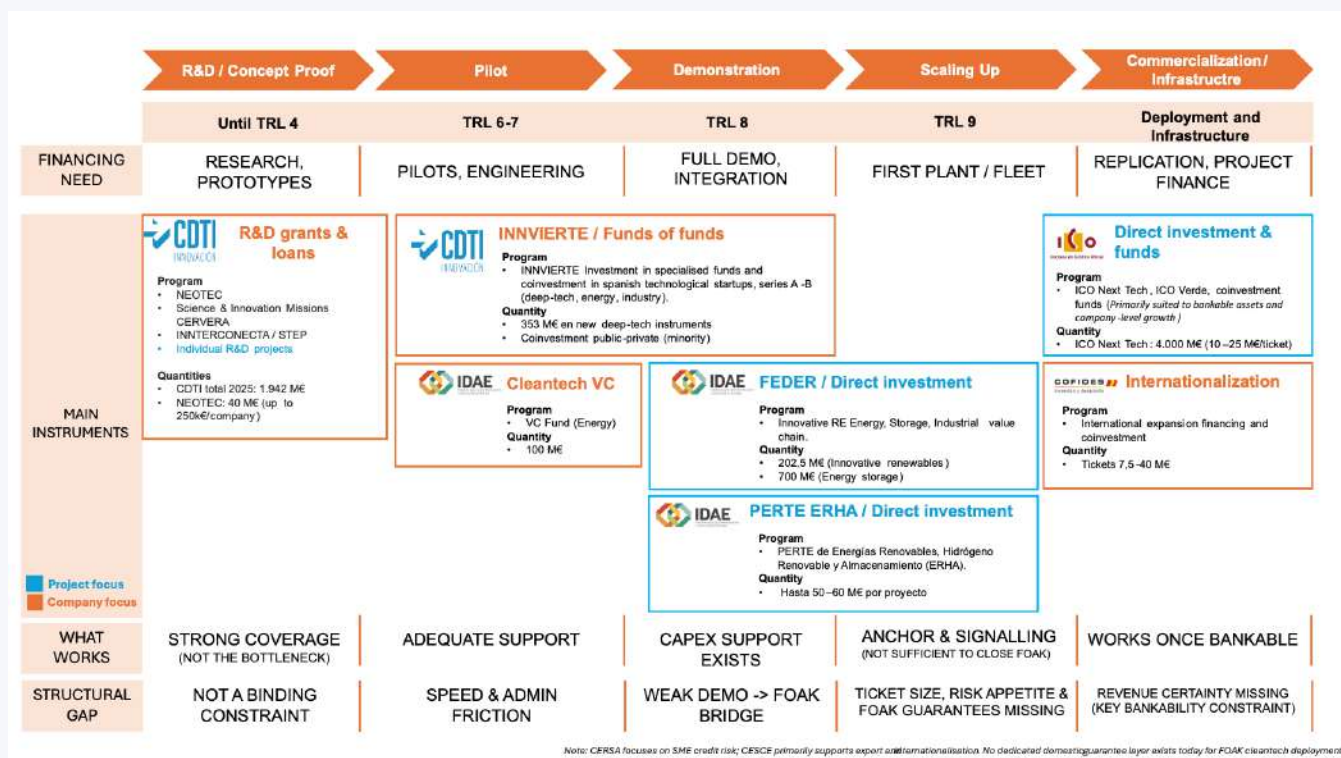 R&D / Concept Proof
Pilot
Demonstration
Scaling Up
Commercialization/
Infrastructre
Until TRL 4
TRL 6-7
TRL 8
TRL 9
Deployment and
Infrastructure
FINANCING
NEED
RESEARCH,
PROTOTYPES
PILOTS, ENGINEERING
FULL DEMO,
INTEGRATION
FIRST PLANT / FLEET
REPLICATION, PROJECT
FINANCE
MAIN
INSTRUMENTS
CDTI
INNOVACIÓN
R&D grants &
loans
Program
• NEOTEC
• Science & Innovation Missions
CERVERA
• INNTERCONECTA / STEP
• Individual R&D projects
Quantities
• CDTI total 2025: 1.942 M€
• NEOTEC: 40 M€ (up to
250k€/company)
CDTI
INNOVACIÓN
INNVIERTE / Funds of funds
Program
• INNVIERTE Investment in specialised funds and
coinvestment in spanish technological startups, series A -B
(deep-tech, energy, industry).
Quantity
• 353 M€ en new deep-tech instruments
• Coinvestment public-private (minority)
IDAE
Cleantech VC
Program
• VC Fund (Energy)
Quantity
• 100 M€
IDAE
FEDER / Direct investment
Program
• Innovative RE Energy, Storage, Industrial value
chain.
Quantity
• 202,5 M€ (Innovative renewables)
• 700 M€ (Energy storage)
IDAE
PERTE ERHA / Direct investment
Program
• PERTE de Energías Renovables, Hidrógeno
Renovable y Almacenamiento (ERHA).
Quantity
• Hasta 50–60 M€ por proyecto
ICO
Direct investment &
funds
Program
• ICO Next Tech, ICO Verde, coinvestment
funds (Primarily suited to bankable assets and
company -level growth)
Quantity
• ICO Next Tech: 4.000 M€ (10–25 M€/ticket)
COFIDES
Internationalization
Program
• International expansion financing and
coinvestment
Quantity
• Tickets 7,5-40 M€
Project focus
Company focus
WHAT
WORKS
STRONG COVERAGE
(NOT THE BOTTLENECK)
ADEQUATE SUPPORT
CAPEX SUPPORT
EXISTS
ANCHOR & SIGNALLING
(NOT SUFFICIENT TO CLOSE FOAK)
WORKS ONCE BANKABLE
STRUCTURAL
GAP
NOT A BINDING
CONSTRAINT
SPEED & ADMIN
FRICTION
WEAK DEMO -> FOAK
BRIDGE
TICKET SIZE, RISK APPETITE &
FOAK GUARANTEES MISSING
REVENUE CERTAINTY MISSING
(KEY BANKABILITY CONSTRAINT)
Note: CERSA focuses on SME credit risk; CESCE primarily supports export and internationalisation. No dedicated domestic guarantee layer exists today for FOAK cleantech deployment